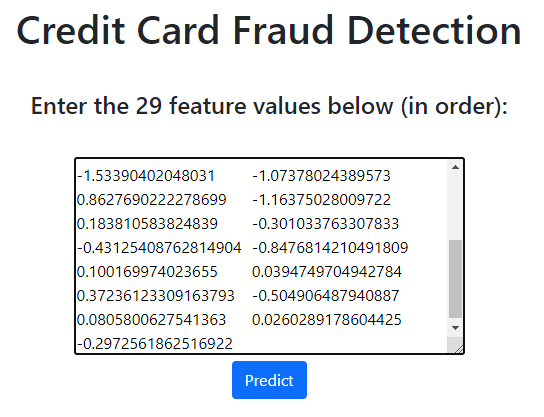 Credit Card Fraud Detection
Enter the 29 feature values below (in order):
-1.53390402048031 -1.07378024389573
0.8627690222278699 -1.16375028009722
0.183810583824839 -0.301033763307833
-0.43125408762814904 -0.8476814210491809
0.100169974023655 0.0394749704942784
0.37236123309163793 -0.504906487940887
0.0805800627541363 0.0260289178604425
-0.2972561862516922
Predict